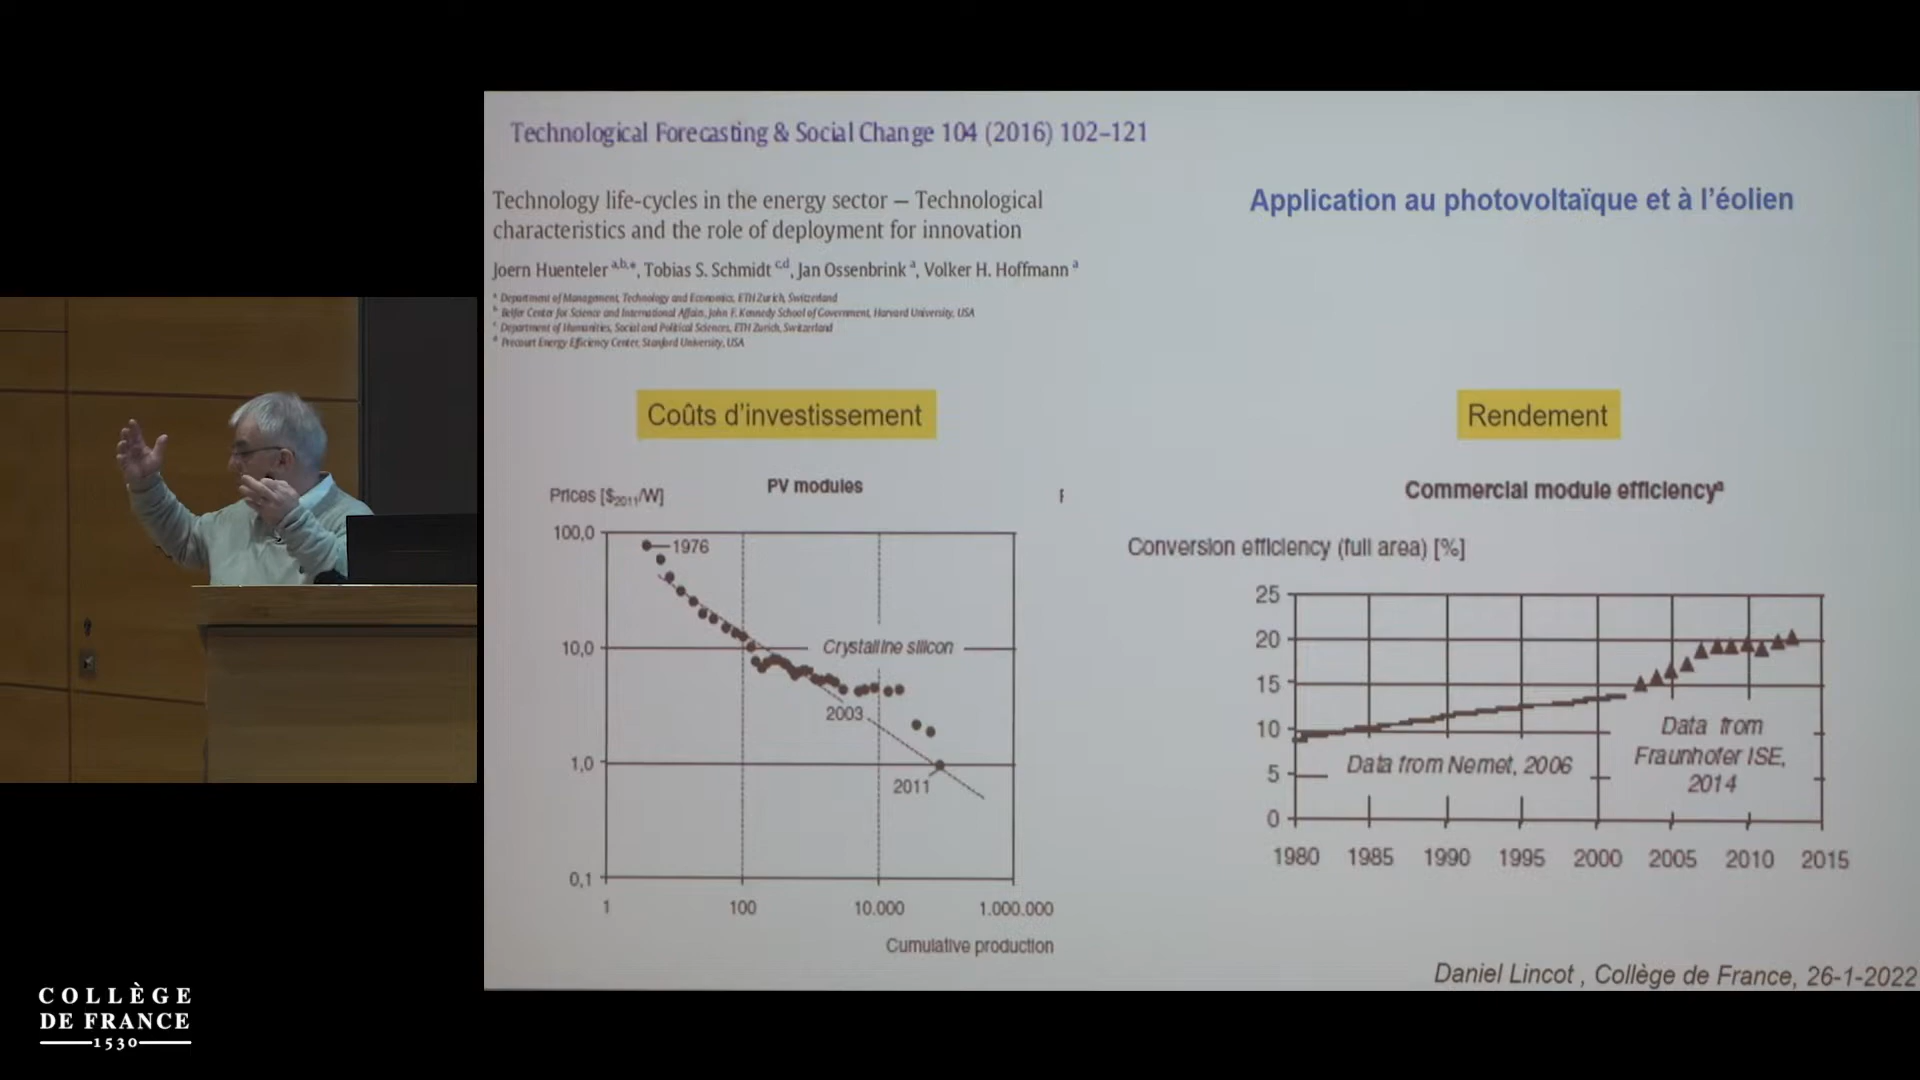 Technological Forecasting & Social Change 104 (2016) 102–121
Technology life-cycles in the energy sector — Technological
characteristics and the role of deployment for innovation
Joern Huenteler a,b,*, Tobias S. Schmidt c,d, Jan Ossenbrink a, Volker H. Hoffmann a
a Department of Management, Technology and Economics, ETH Zurich, Switzerland
b Belfer Center for Science and International Affair, John F. Kennedy School of Government, Harvard University, USA
c Department of Humanities, Social and Political Sciences, ETH Zurich, Switzerland
d Precourt Energy Efficiency Center, Stanford University, USA
Application au photovoltaïque et à l'éolien
Coûts d'investissement
Prices [$2011/W]
PV modules
100,0
10,0
1,0
0,1
1976
Crystalline silicon
2003
2011
1
100
10.000
1.000.000
Cumulative production
Rendement
Commercial module efficiencyª
Conversion efficiency (full area) [%]
25
20
15
10
5
0
Data from Nemet, 2006
Data from
Fraunhofer ISE,
2014
1980 1985 1990 1995 2000 2005 2010 2015
Daniel Lincot , Collège de France, 26-1-2022
COLLÈGE
DE FRANCE
1530